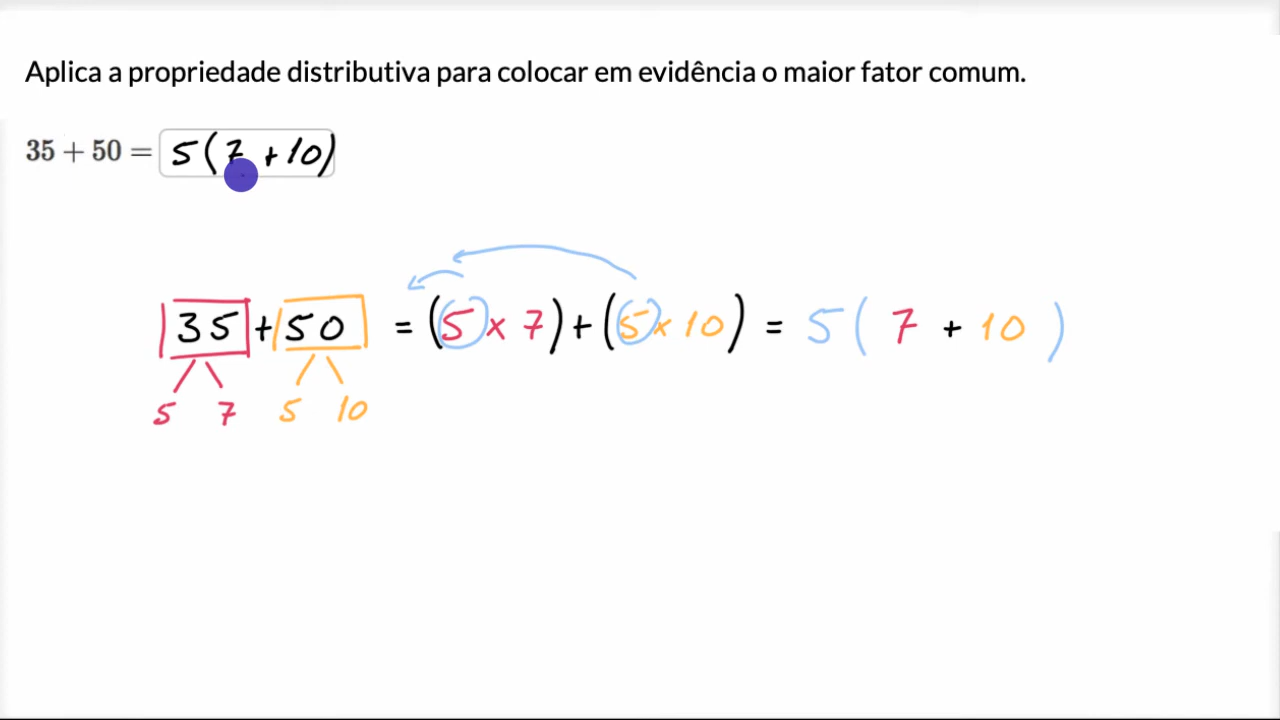 Aplica a propriedade distributiva para colocar em evidência o maior fator comum.
35 + 50 = 5(7 + 10)
35 + 50 = (5 × 7) + (5 × 10) = 5( 7 + 10 )
5 7 5 10